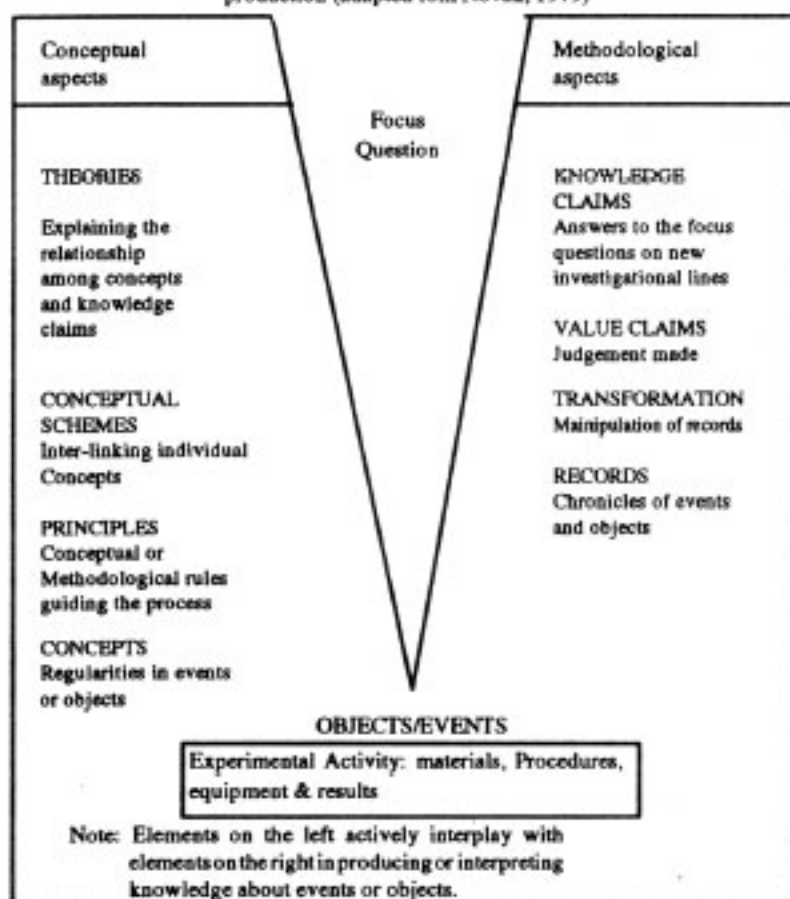 production (adapted
1979)
Conceptual
aspects
Focus
Question
Methodological
aspects
THEORIES
Explaining the
relationship
among concepts
and knowledge
claims
CONCEPTUAL
SCHEMES
Inter-linking individual
Concepts
PRINCIPLES
Conceptual or
Methodological rules
guiding the process
CONCEPTS
Regularities in events
or objects
KNOWLEDGE
CLAIMS
Answers to the focus
questions on new
investigational lines
VALUE CLAIMS
Judgement made
TRANSFORMATION
Mainipulation of records
RECORDS
Chronicles of events
and objects
OBJECTS/EVENTS
Experimental Activity: materials, Procedures,
equipment & results
Note: Elements on the left actively interplay with
elements on the right in producing or interpreting
knowledge about events or objects.